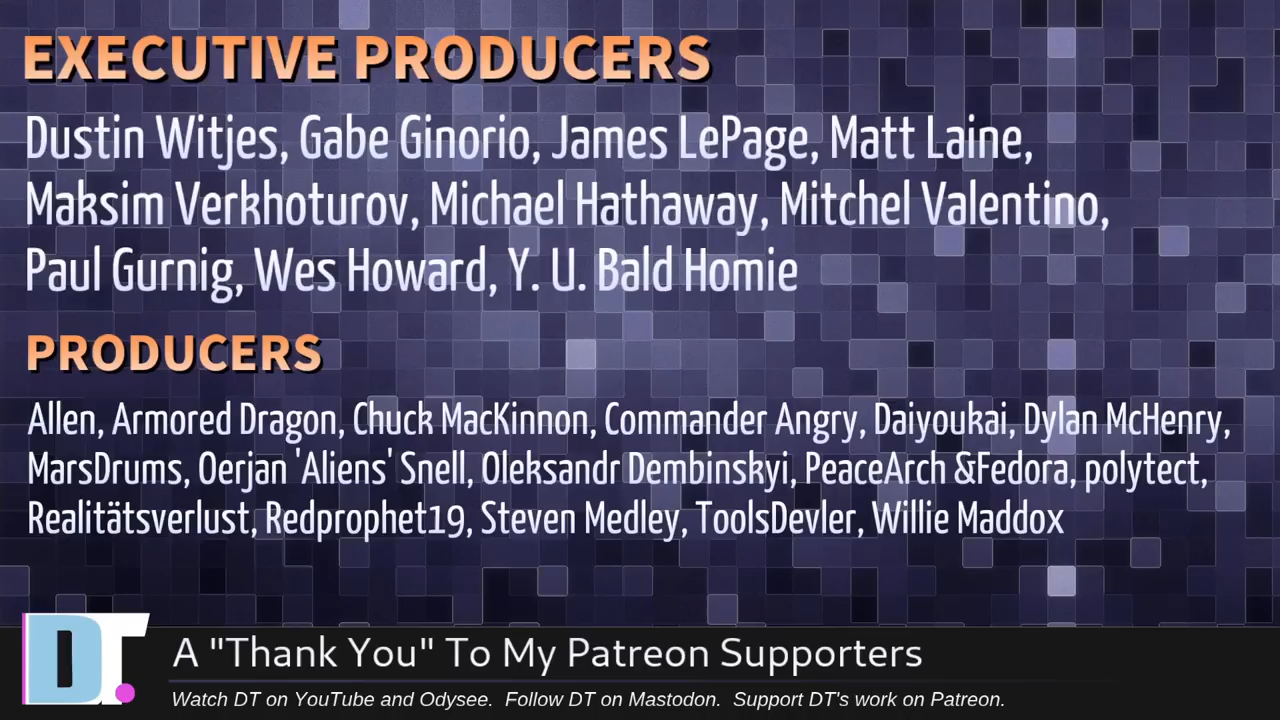 EXECUTIVE PRODUCERS
Dustin Witjes, Gabe Ginorio, James LePage, Matt Laine,
Maksim Verkhoturov, Michael Hathaway, Mitchel Valentino,
Paul Gurnig, Wes Howard, Y. U. Bald Homie
PRODUCERS
Allen, Armored Dragon, Chuck MacKinnon, Commander Angry, Daiyoukai, Dylan McHenry,
MarsDrums, Oerjan 'Aliens' Snell, Oleksandr Dembinskyi, PeaceArch &Fedora, polytect,
Realitätsverlust, Redprophet19, Steven Medley, ToolsDevler, Willie Maddox
DT.
A "Thank You" To My Patreon Supporters
Watch DT on YouTube and Odysee.  Follow DT on Mastodon.  Support DT's work on Patreon.